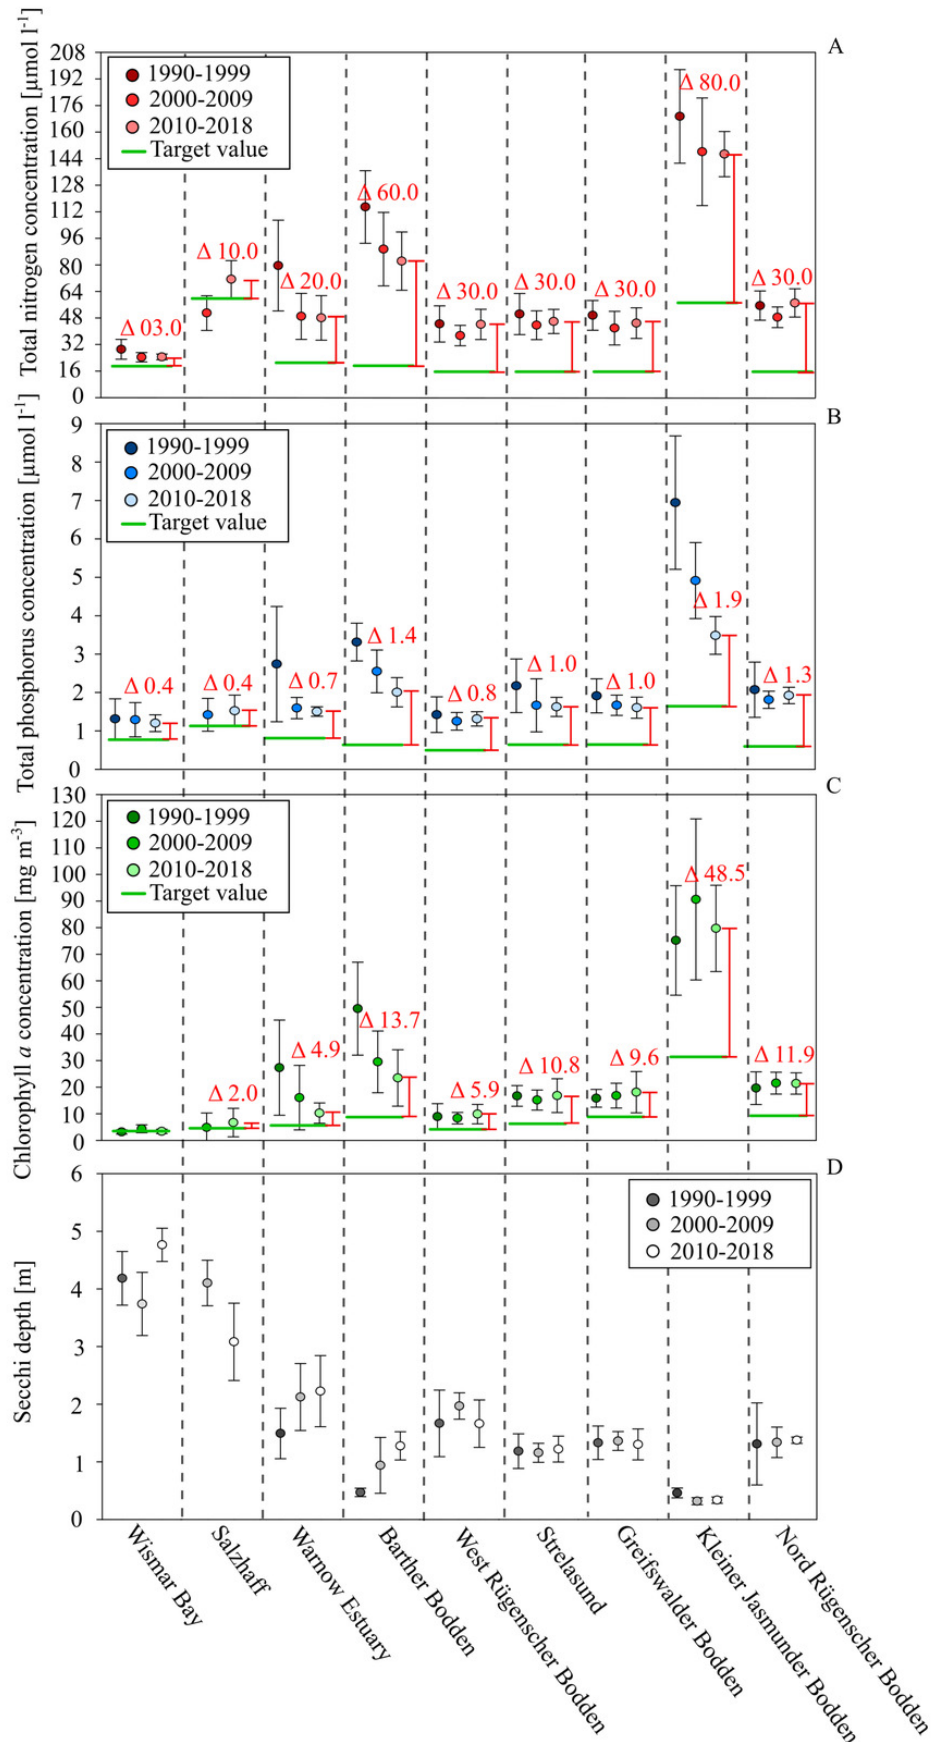 A
Total nitrogen concentration [µmol l⁻¹]
208
192
176
160
144
128
112
96
80
64
48
32
16
0
1990-1999
2000-2009
2010-2018
Target value
Δ 03.0
Δ 10.0
Δ 20.0
Δ 60.0
Δ 30.0
Δ 30.0
Δ 30.0
Δ 80.0
Δ 30.0
B
Total phosphorus concentration [µmol l⁻¹]
9
8
7
6
5
4
3
2
1
0
1990-1999
2000-2009
2010-2018
Target value
Δ 0.4
Δ 0.4
Δ 0.7
Δ 1.4
Δ 0.8
Δ 1.0
Δ 1.0
Δ 1.9
Δ 1.3
C
Chlorophyll a concentration [mg m⁻³]
130
120
110
100
90
80
70
60
50
40
30
20
10
0
1990-1999
2000-2009
2010-2018
Target value
Δ 2.0
Δ 4.9
Δ 13.7
Δ 5.9
Δ 10.8
Δ 9.6
Δ 48.5
Δ 11.9
D
Secchi depth [m]
6
5
4
3
2
1
0
1990-1999
2000-2009
2010-2018
Wismar Bay
Salzhaff
Warnow Estuary
Barther Bodden
West Rügenscher Bodden
Strelasund
Greifswalder Bodden
Kleiner Jasmunder Bodden
Nord Rügenscher Bodden